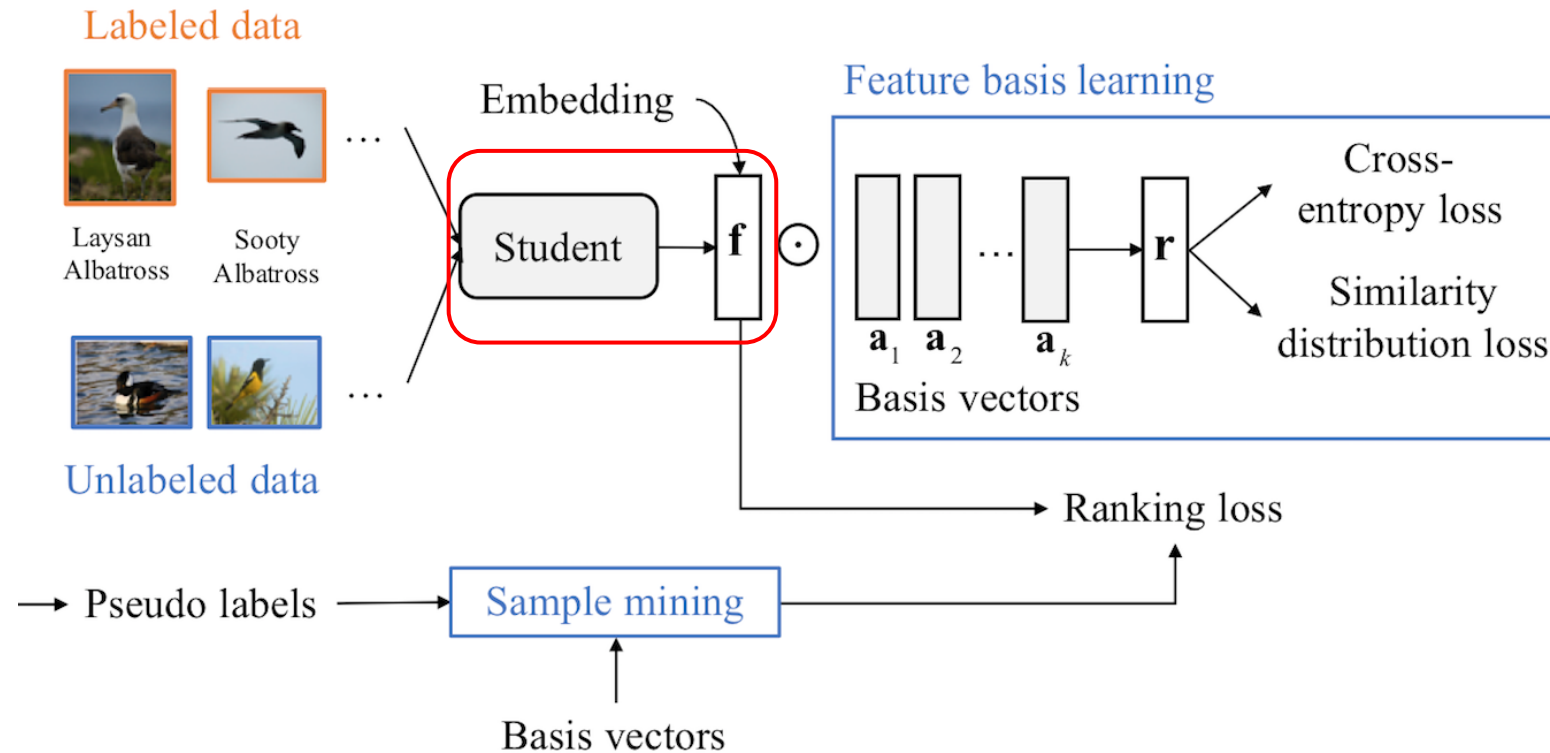 Labeled data
Laysan
Albatross
Sooty
Albatross
...
Unlabeled data
...
Embedding
Student
f
Feature basis learning
a1 a2 ... ak
Basis vectors
r
Cross-
entropy loss
Similarity
distribution loss
Ranking loss
Pseudo labels
Sample mining
Basis vectors